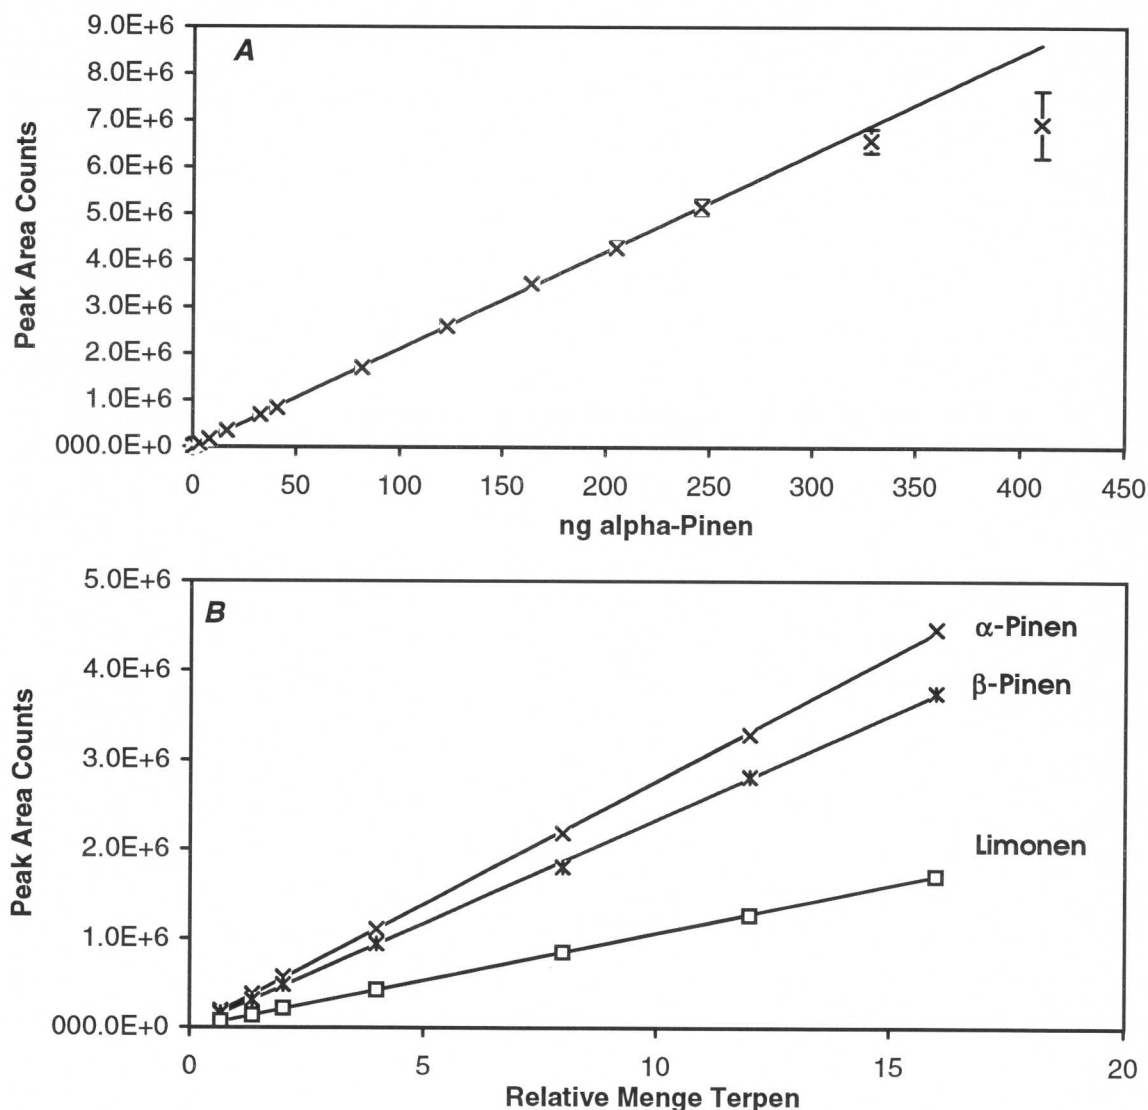 9.0E+6
A
8.0E+6
7.0E+6
6.0E+6
5.0E+6
4.0E+6
3.0E+6
2.0E+6
1.0E+6
000.0E+0
Peak Area Counts
0 50 100 150 200 250 300 350 400 450
ng alpha-Pinen
5.0E+6
B
α-Pinen
4.0E+6
β-Pinen
3.0E+6
2.0E+6
Limonen
1.0E+6
000.0E+0
Peak Area Counts
0 5 10 15 20
Relative Menge Terpen